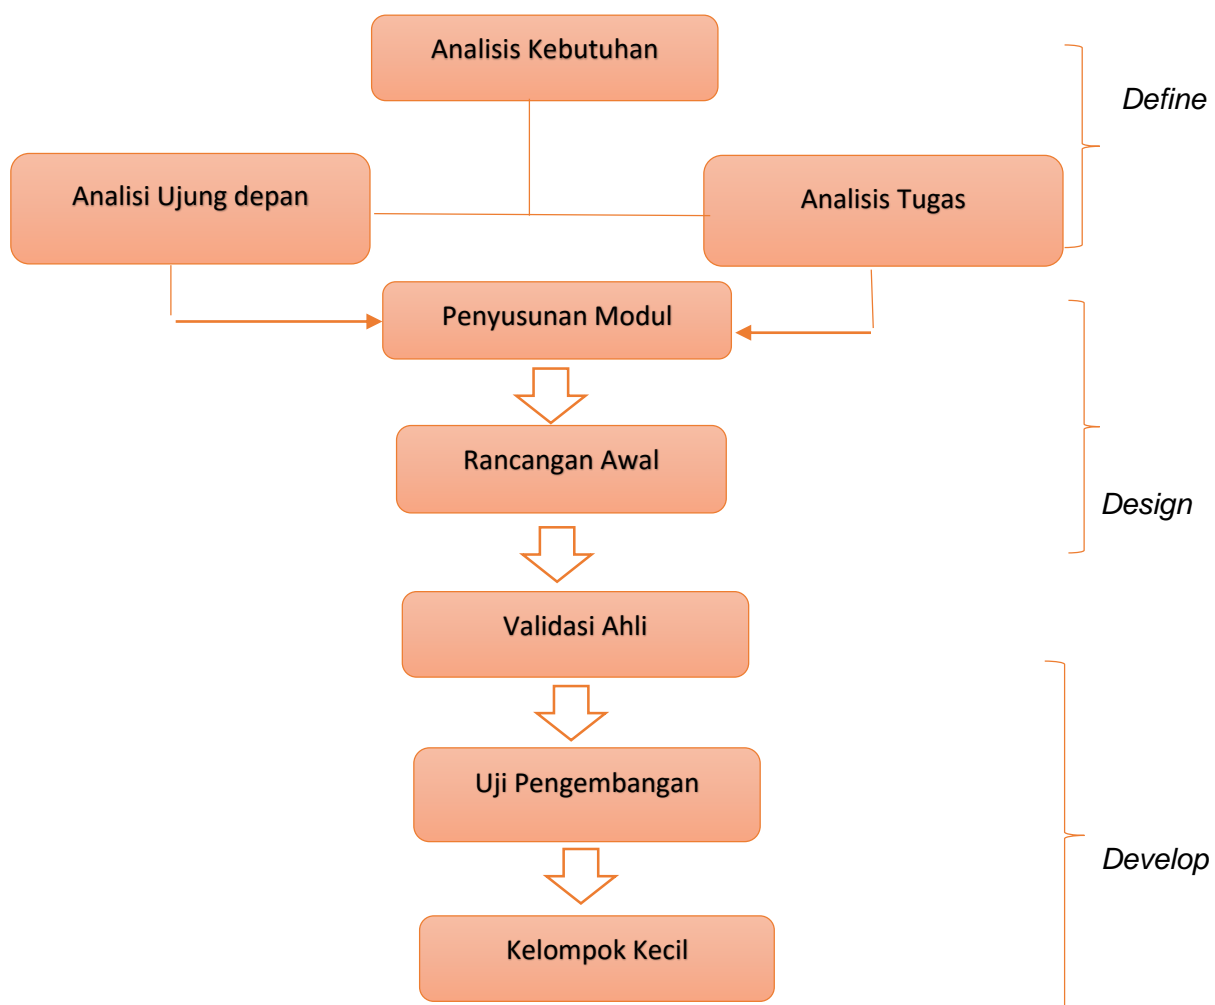 Analisis Kebutuhan
Define
Analisi Ujung depan
Analisis Tugas
Penyusunan Modul
Rancangan Awal
Design
Validasi Ahli
Uji Pengembangan
Develop
Kelompok Kecil